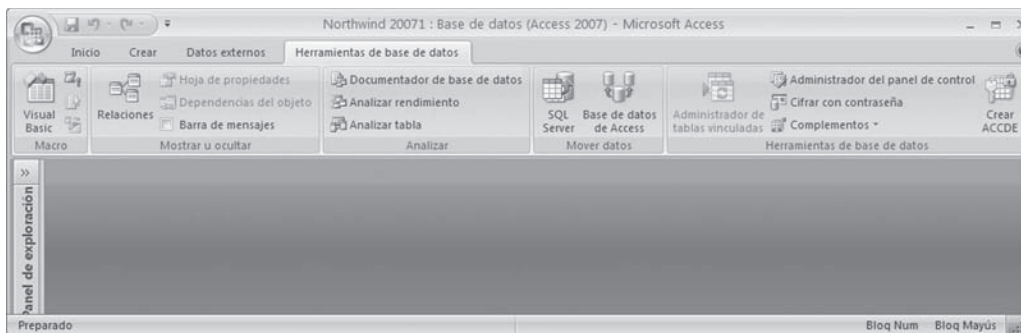 Northwind 20071 : Base de datos (Access 2007) - Microsoft Access
Inicio Crear Datos externos Herramientas de base de datos
Visual Basic
Macro
Relaciones
Hoja de propiedades
Dependencias del objeto
Barra de mensajes
Mostrar u ocultar
Documentador de base de datos
Analizar rendimiento
Analizar tabla
Analizar
SQL Server
Base de datos de Access
Mover datos
Administrador de tablas vinculadas
Administrador del panel de control
Cifrar con contraseña
Complementos
Crear ACCDE
Herramientas de base de datos
»
Panel de exploración
Preparado
Bloq Num Bloq Mayús